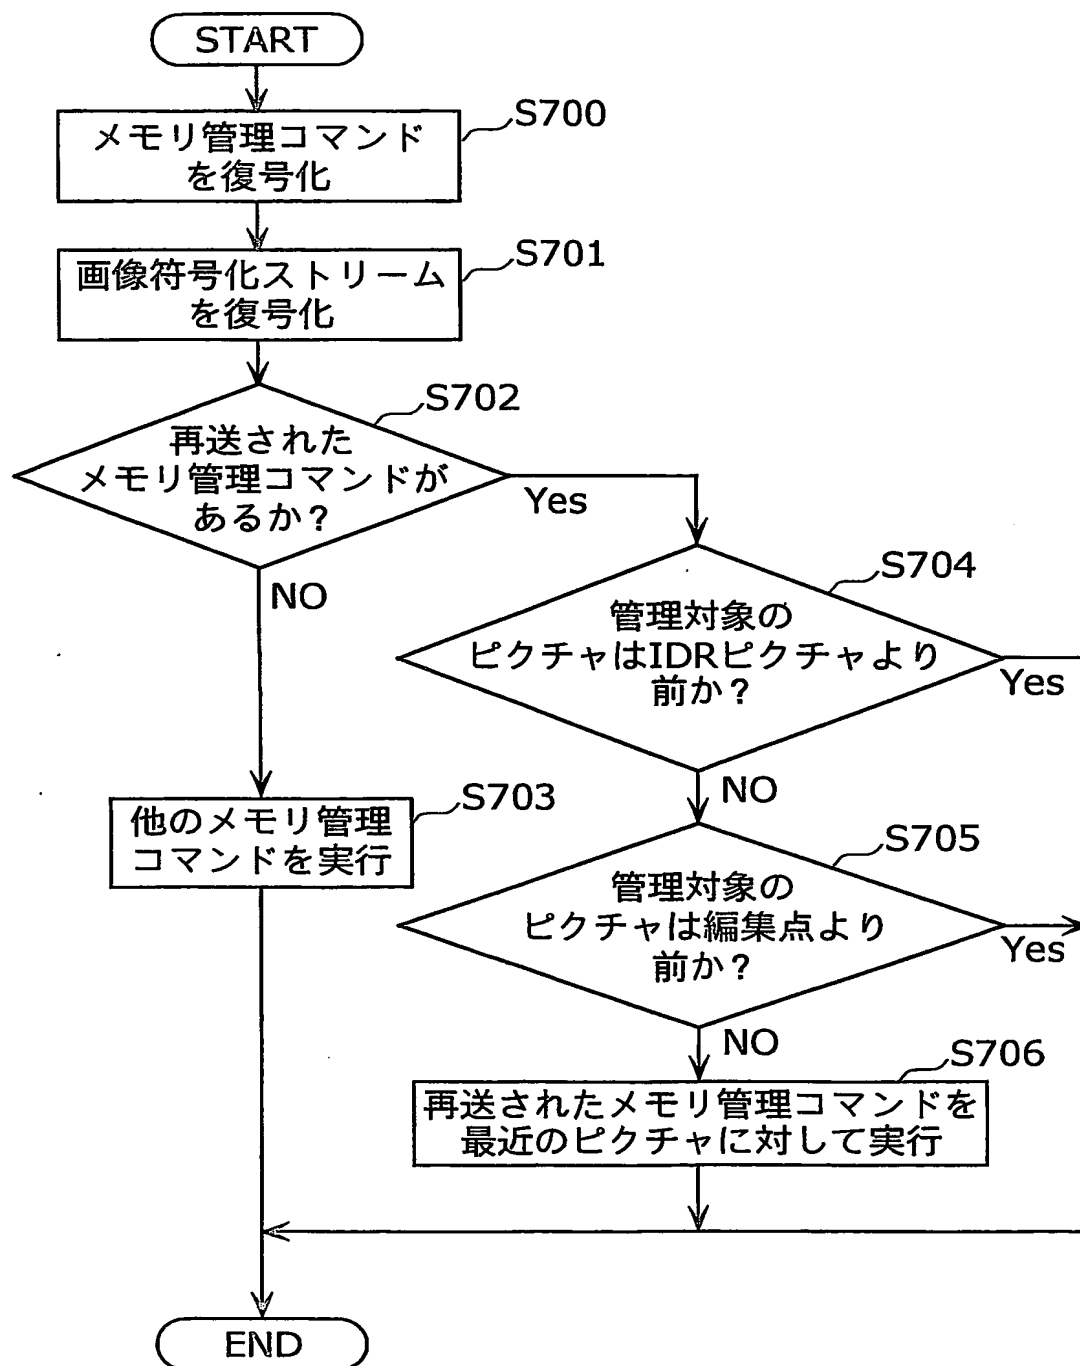 START
S700
メモリ管理コマンド
を復号化
S701
画像符号化ストリーム
を復号化
S702
再送された
メモリ管理コマンドが
あるか？
Yes
NO
S704
管理対象の
ピクチャはIDRピクチャより
前か？
Yes
NO
S703
他のメモリ管理
コマンドを実行
S705
管理対象の
ピクチャは編集点より
前か？
Yes
NO
S706
再送されたメモリ管理コマンドを
最近のピクチャに対して実行
END